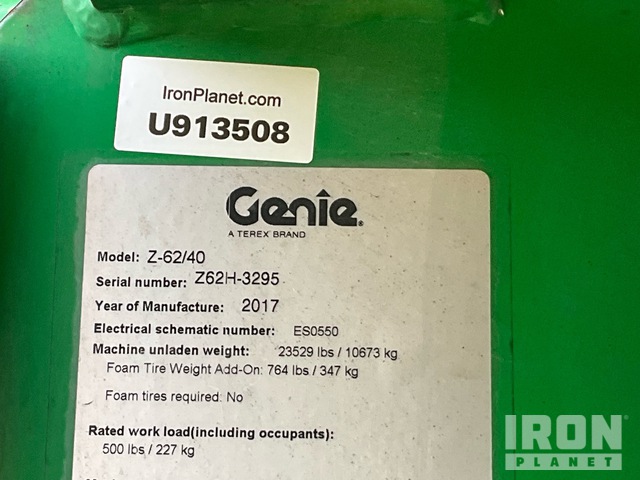 IronPlanet.com
U913508
Genie
A TEREX BRAND
Model: Z-62/40
Serial number: Z62H-3295
Year of Manufacture: 2017
Electrical schematic number: ES0550
Machine unladen weight: 23529 lbs / 10673 kg
Foam Tire Weight Add-On: 764 lbs / 347 kg
Foam tires required: No
Rated work load(including occupants):
500 lbs / 227 kg
IRON
PLANET